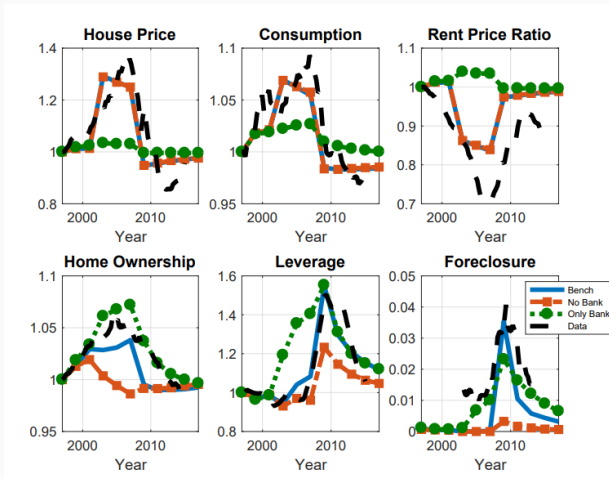 House Price
1.4
1.2
1
0.8
2000 2010
Year
Consumption
1.1
1.05
1
0.95
2000 2010
Year
Rent Price Ratio
1.1
1
0.9
0.8
0.7
2000 2010
Year
Home Ownership
1.1
1.05
1
0.95
2000 2010
Year
Leverage
1.6
1.4
1.2
1
0.8
2000 2010
Year
Foreclosure
0.05
0.04
0.03
0.02
0.01
0
2000 2010
Year
Bench
No Bank
Only Bank
Data